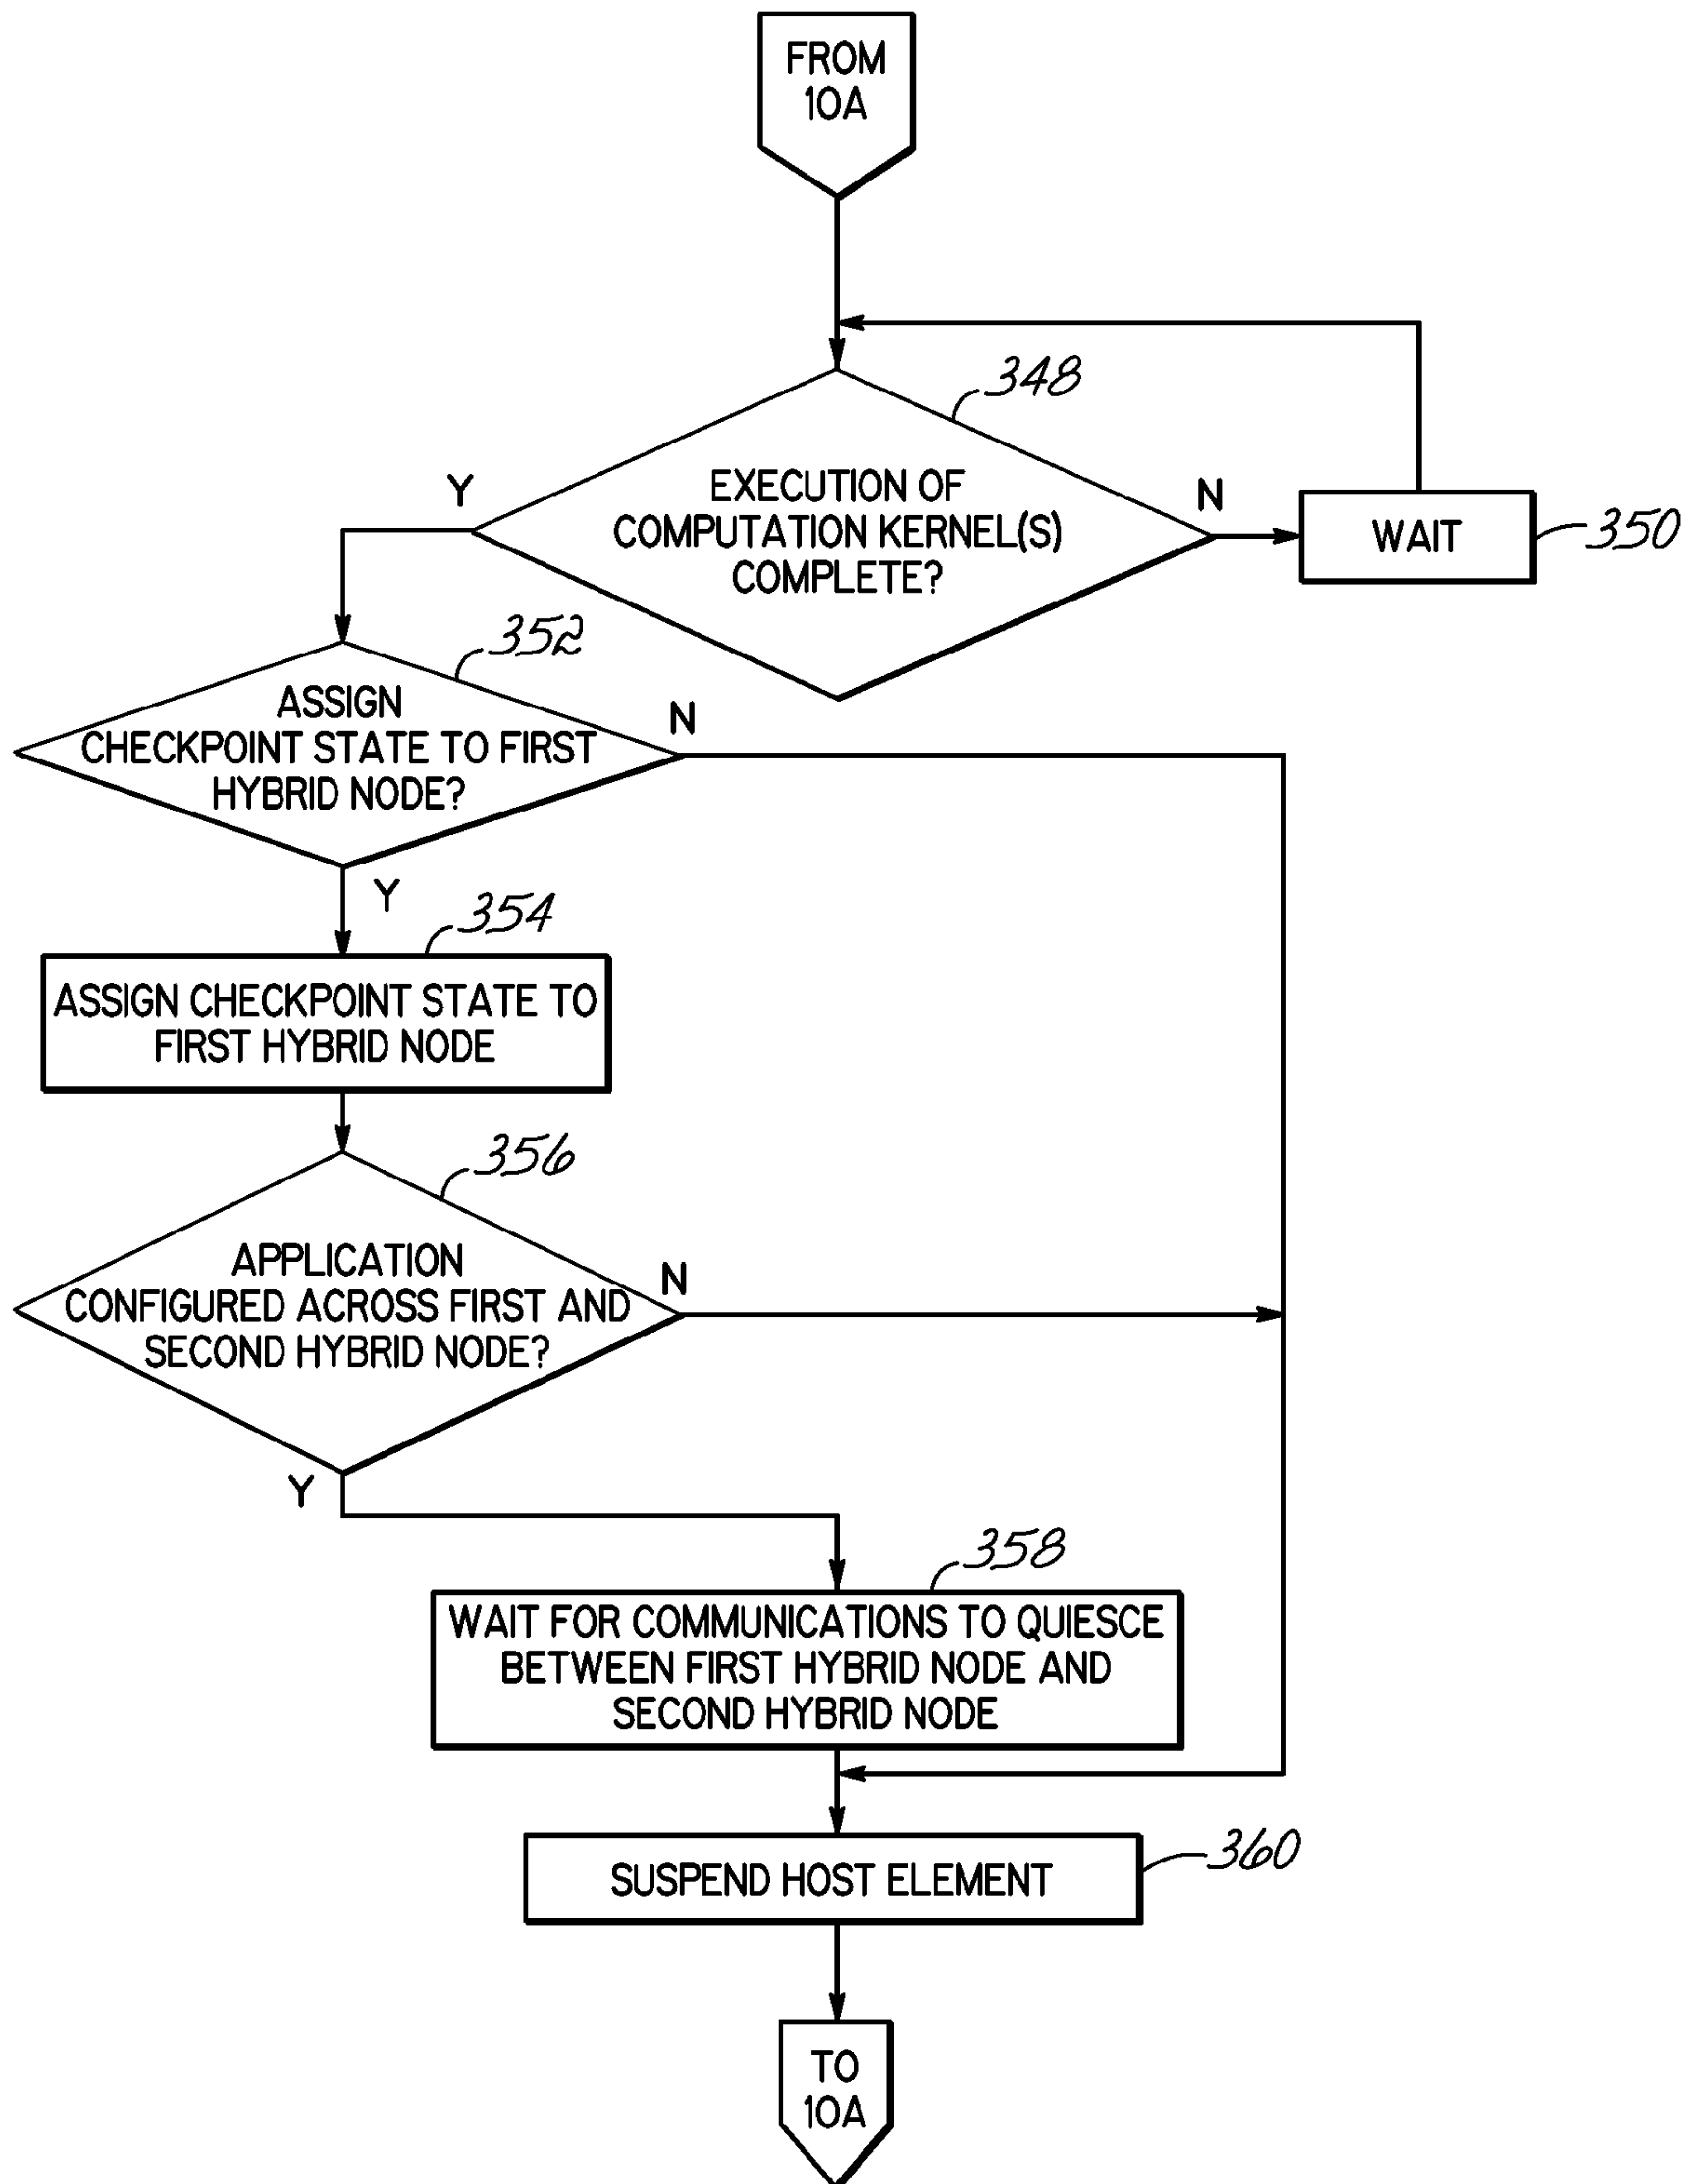 FROM
10A
348
Y
EXECUTION OF
COMPUTATION KERNEL(S)
COMPLETE?
N
WAIT
350
352
ASSIGN
CHECKPOINT STATE TO FIRST
HYBRID NODE?
N
Y
354
ASSIGN CHECKPOINT STATE TO
FIRST HYBRID NODE
356
APPLICATION
CONFIGURED ACROSS FIRST AND
SECOND HYBRID NODE?
N
Y
358
WAIT FOR COMMUNICATIONS TO QUIESCE
BETWEEN FIRST HYBRID NODE AND
SECOND HYBRID NODE
SUSPEND HOST ELEMENT
360
TO
10A